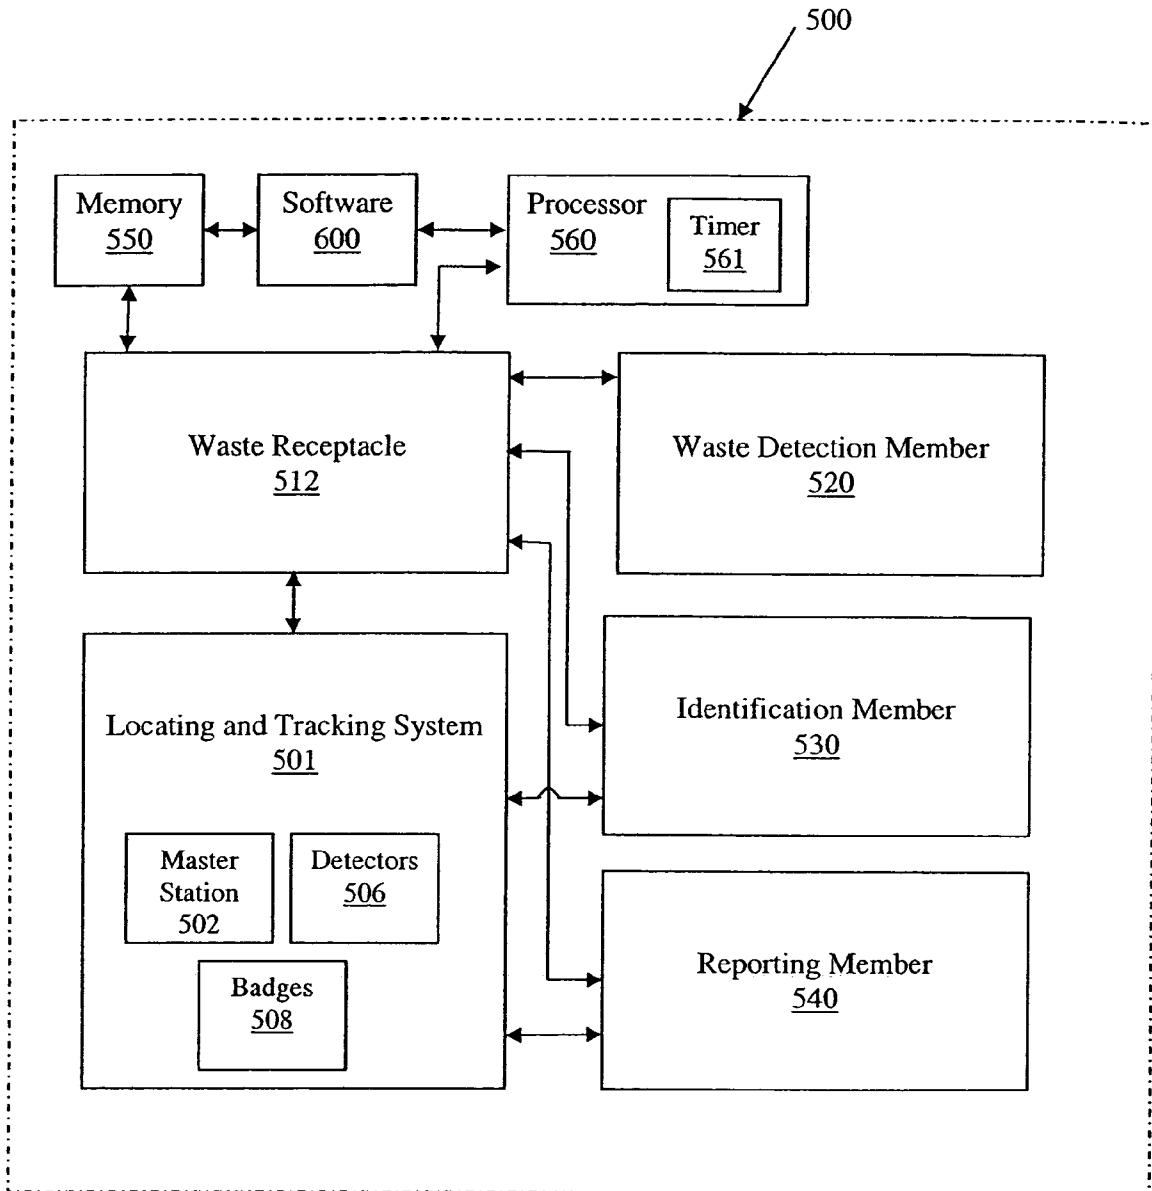 500
Memory
550
Software
600
Processor
560
Timer
561
Waste Receptacle
512
Waste Detection Member
520
Locating and Tracking System
501
Identification Member
530
Master
Station
502
Detectors
506
Badges
508
Reporting Member
540